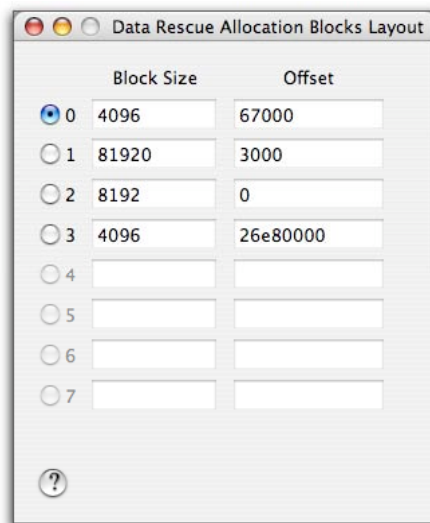 Data Rescue Allocation Blocks Layout
Block Size Offset
0 4096 67000
1 81920 3000
2 8192 0
3 4096 26e80000
4
5
6
7
?